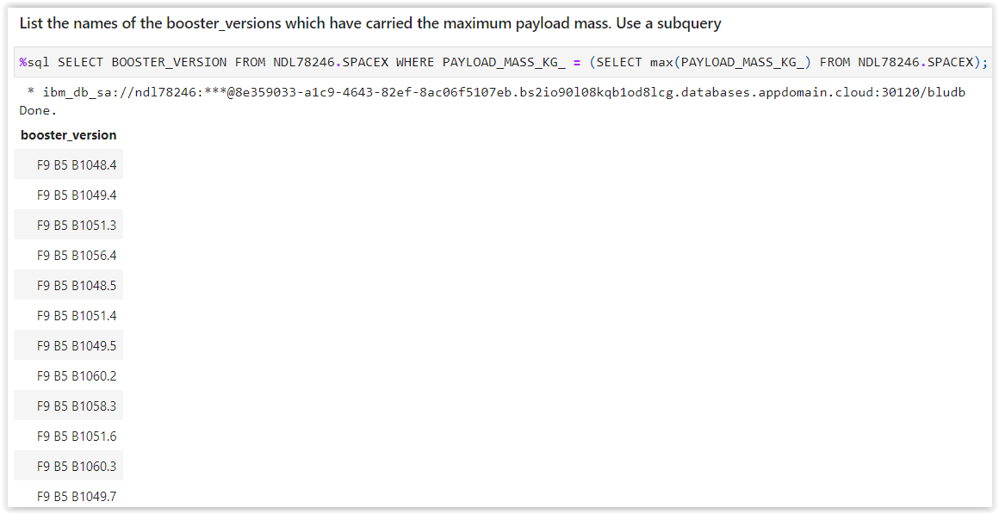 List the names of the booster_versions which have carried the maximum payload mass. Use a subquery
%sql SELECT BOOSTER_VERSION FROM NDL78246.SPACEX WHERE PAYLOAD_MASS_KG_ = (SELECT max(PAYLOAD_MASS_KG_) FROM NDL78246.SPACEX);
* ibm_db_sa://ndl78246:***@8e359033-a1c9-4643-82ef-8ac06f5107eb.bs2io90l08kqb1od8lcg.databases.appdomain.cloud:30120/bludb
Done.
booster_version
F9 B5 B1048.4
F9 B5 B1049.4
F9 B5 B1051.3
F9 B5 B1056.4
F9 B5 B1048.5
F9 B5 B1051.4
F9 B5 B1049.5
F9 B5 B1060.2
F9 B5 B1058.3
F9 B5 B1051.6
F9 B5 B1060.3
F9 B5 B1049.7